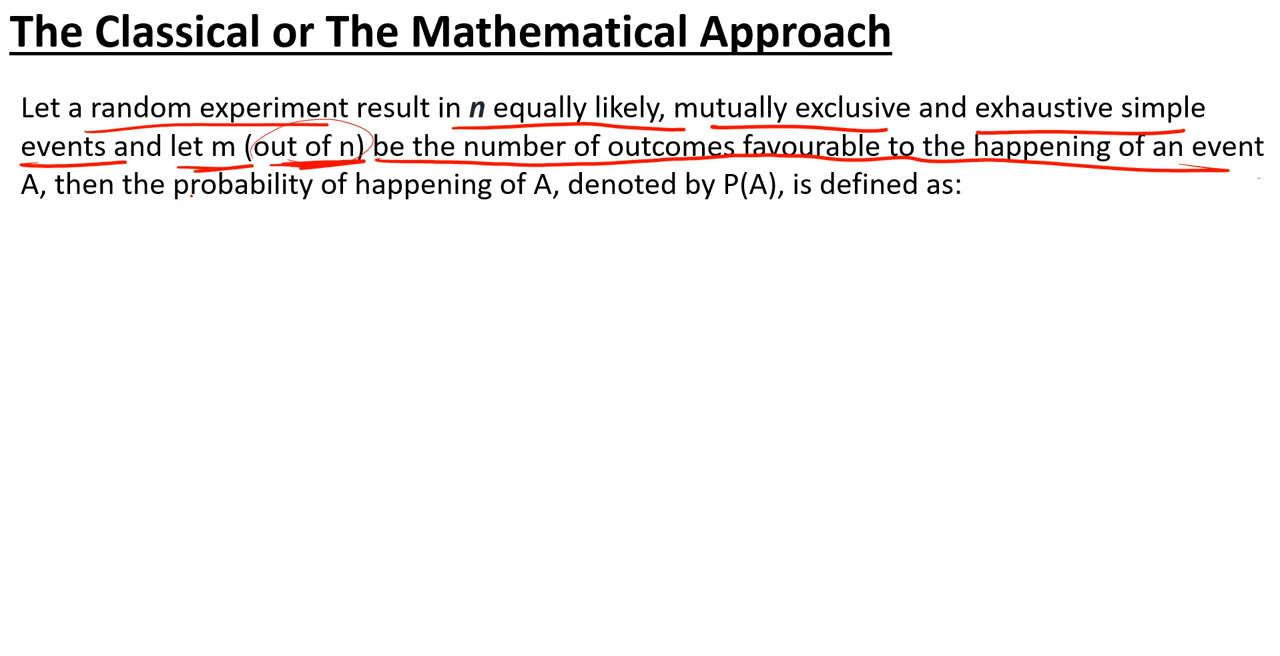 The Classical or The Mathematical Approach
Let a random experiment result in n equally likely, mutually exclusive and exhaustive simple
events and let m (out of n) be the number of outcomes favourable to the happening of an event
A, then the probability of happening of A, denoted by P(A), is defined as: